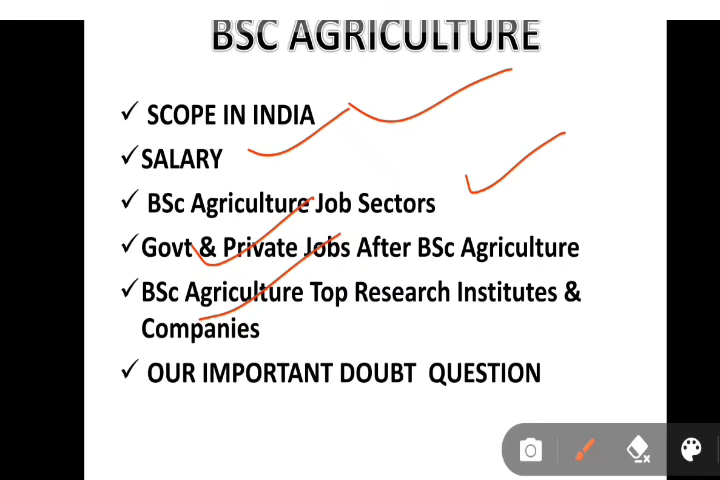 BSC AGRICULTURE
✓ SCOPE IN INDIA
✓ SALARY
✓ BSc Agriculture Job Sectors
✓ Govt & Private Jobs After BSc Agriculture
✓ BSc Agriculture Top Research Institutes &
Companies
✓ OUR IMPORTANT DOUBT QUESTION